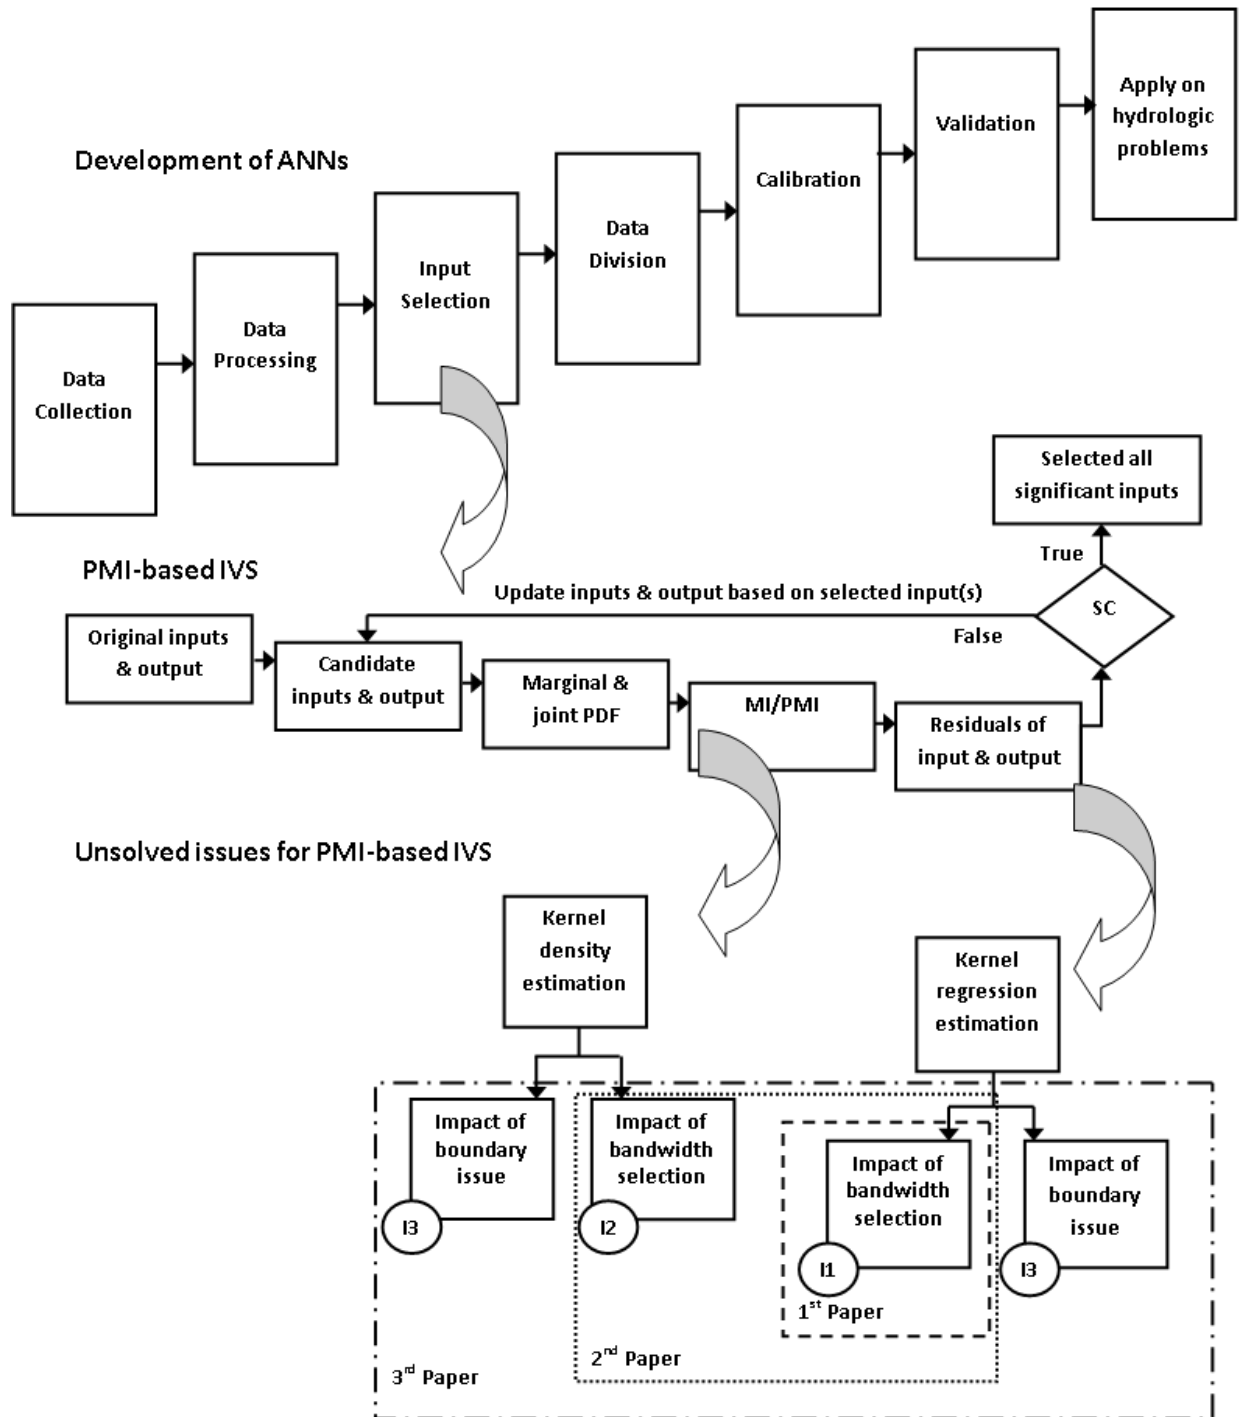 Development of ANNs
Data
Collection
Data
Processing
Input
Selection
Data
Division
Calibration
Validation
Apply on
hydrologic
problems
PMI-based IVS
Original inputs
& output
Candidate
inputs & output
Marginal &
joint PDF
MI/PMI
Residuals of
input & output
SC
True
Selected all
significant inputs
False
Update inputs & output based on selected input(s)
Unsolved issues for PMI-based IVS
Kernel
density
estimation
Kernel
regression
estimation
Impact of
boundary
issue
I3
Impact of
bandwidth
selection
I2
Impact of
bandwidth
selection
I1
Impact of
boundary
issue
I3
1st Paper
2nd Paper
3rd Paper